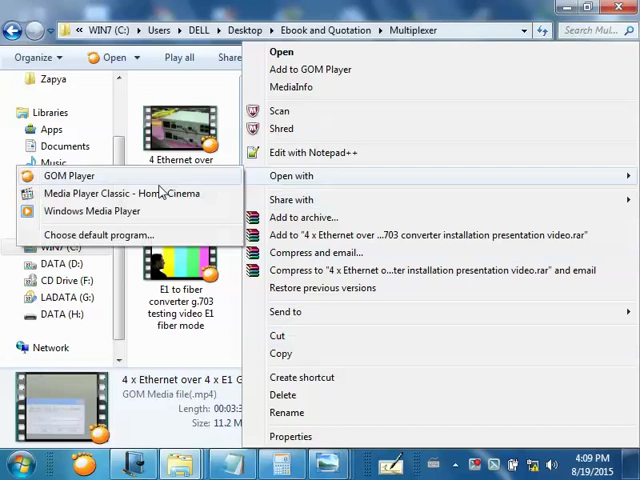 WIN7 (C:) Users DELL Desktop Ebook and Quotation Multiplexer
Search Mul...
Organize Open Play all Share
Zapya
Libraries
Apps
Documents
Music
WIN7 (C:)
DATA (D:)
CD Drive (F:)
LADATA (G:)
DATA (H:)
Network
4 Ethernet over
E1 to fiber
converter g.703
testing video E1
fiber mode
GOM Player
Media Player Classic - Home Cinema
Windows Media Player
Choose default program...
Open
Add to GOM Player
MediaInfo
Scan
Shred
Edit with Notepad++
Open with
Share with
Add to archive...
Add to "4 x Ethernet over ...703 converter installation presentation video.rar"
Compress and email...
Compress to "4 x Ethernet o...ter installation presentation video.rar" and email
Restore previous versions
Send to
Cut
Copy
Create shortcut
Delete
Rename
Properties
4 x Ethernet over 4 x E1 G
GOM Media file(.mp4)
Length: 00:03:3
Size: 11.2 M
4:09 PM
8/19/2015